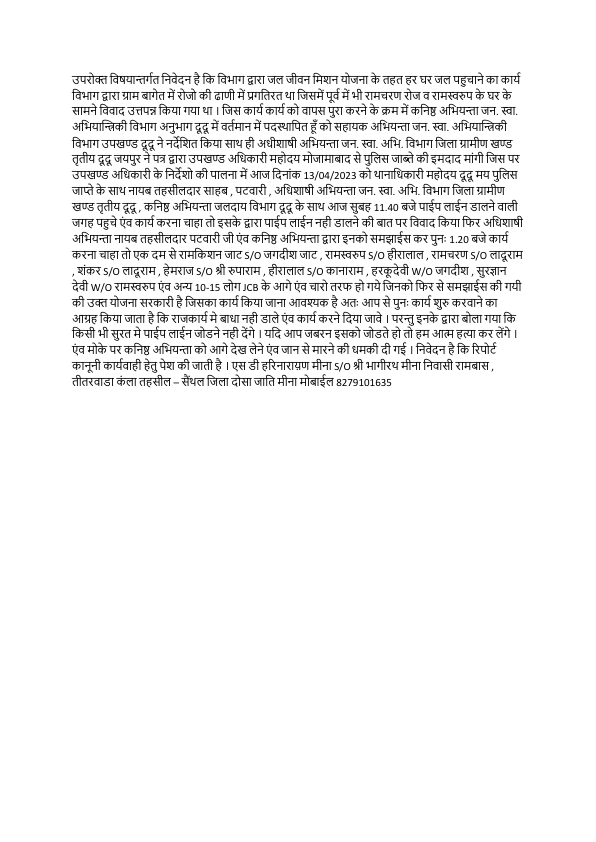 उपरोक्त विषयान्तर्गत निवेदन है कि विभाग द्वारा जल जीवन मिशन योजना के तहत हर घर जल पहुचाने का कार्य
विभाग द्वारा ग्राम बागेत में रोजो की ढाणी में प्रगतिरत था जिसमें पूर्व में भी रामचरण रोज व रामस्वरुप के घर के
सामने विवाद उत्तपन्न किया गया था । जिस कार्य कार्य को वापस पुरा करने के क्रम में कनिष्ठ अभियन्ता जन. स्वा.
अभियान्त्रिकी विभाग अनुभाग दूदू में वर्तमान में पदस्थापित हूँ को सहायक अभियन्ता जन. स्वा. अभियान्त्रिकी
विभाग उपखण्ड दूदू ने नर्देशित किया साथ ही अधीशाषी अभियन्ता जन. स्वा. अभि. विभाग जिला ग्रामीण खण्ड
तृतीय दूदू जयपुर ने पत्र द्वारा उपखण्ड अधिकारी महोदय मोजामाबाद से पुलिस जाब्ते की इमदाद मांगी जिस पर
उपखण्ड अधिकारी के निर्देशो की पालना में आज दिनांक 13/04/2023 को थानाधिकारी महोदय दूदू मय पुलिस
जाप्ते के साथ नायब तहसीलदार साहब , पटवारी , अधिशाषी अभियन्ता जन. स्वा. अभि. विभाग जिला ग्रामीण
खण्ड तृतीय दूदू , कनिष्ठ अभियन्ता जलदाय विभाग दूदू के साथ आज सुबह 11.40 बजे पाईप लाईन डालने वाली
जगह पहुचे एंव कार्य करना चाहा तो इसके द्वारा पाईप लाईन नही डालने की बात पर विवाद किया फिर अधिशाषी
अभियन्ता नायब तहसीलदार पटवारी जी एंव कनिष्ठ अभियन्ता द्वारा इनको समझाईस कर पुनः 1.20 बजे कार्य
करना चाहा तो एक दम से रामकिशन जाट S/O जगदीश जाट , रामस्वरुप S/O हीरालाल , रामचरण S/O लादूराम
, शंकर S/O लादूराम , हेमराज S/O श्री रुपाराम , हीरालाल S/O कानाराम , हरकूदेवी W/O जगदीश , सुरज्ञान
देवी W/O रामस्वरुप एंव अन्य 10-15 लोग JCB के आगे एंव चारो तरफ हो गये जिनको फिर से समझाईस की गयी
की उक्त योजना सरकारी है जिसका कार्य किया जाना आवश्यक है अतः आप से पुनः कार्य शुरु करवाने का
आग्रह किया जाता है कि राजकार्य मे बाधा नही डाले एंव कार्य करने दिया जावे । परन्तु इनके द्वारा बोला गया कि
किसी भी सुरत मे पाईप लाईन जोडने नही देंगे । यदि आप जबरन इसको जोडते हो तो हम आत्म हत्या कर लेंगे ।
एंव मोके पर कनिष्ठ अभियन्ता को आगे देख लेने एंव जान से मारने की धमकी दी गई । निवेदन है कि रिपोर्ट
कानूनी कार्यवाही हेतु पेश की जाती है । एस डी हरिनारायण मीना S/O श्री भागीरथ मीना निवासी रामबास ,
तीतरवाडा कंला तहसील – सैंथल जिला दोसा जाति मीना मोबाईल 8279101635